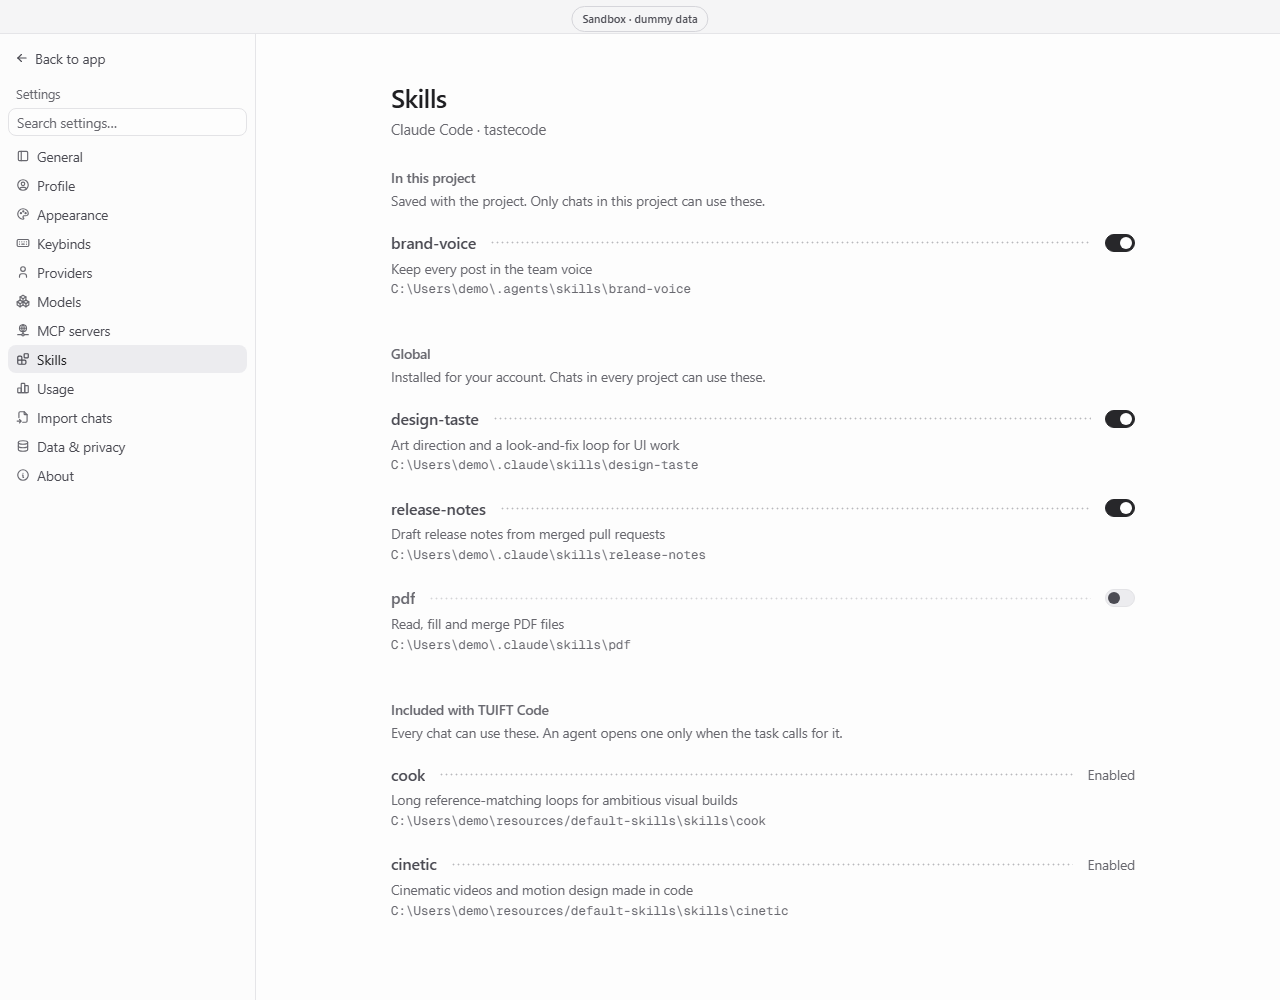 Sandbox · dummy data
Back to app
Settings
Search settings...
General
Profile
Appearance
Keybinds
Providers
Models
MCP servers
Skills
Usage
Import chats
Data & privacy
About
Skills
Claude Code · tastecode
In this project
Saved with the project. Only chats in this project can use these.
brand-voice
Keep every post in the team voice
C:\Users\demo\.agents\skills\brand-voice
Global
Installed for your account. Chats in every project can use these.
design-taste
Art direction and a look-and-fix loop for UI work
C:\Users\demo\.claude\skills\design-taste
release-notes
Draft release notes from merged pull requests
C:\Users\demo\.claude\skills\release-notes
pdf
Read, fill and merge PDF files
C:\Users\demo\.claude\skills\pdf
Included with TUIFT Code
Every chat can use these. An agent opens one only when the task calls for it.
cook Enabled
Long reference-matching loops for ambitious visual builds
C:\Users\demo\resources/default-skills\skills\cook
cinetic Enabled
Cinematic videos and motion design made in code
C:\Users\demo\resources/default-skills\skills\cinetic